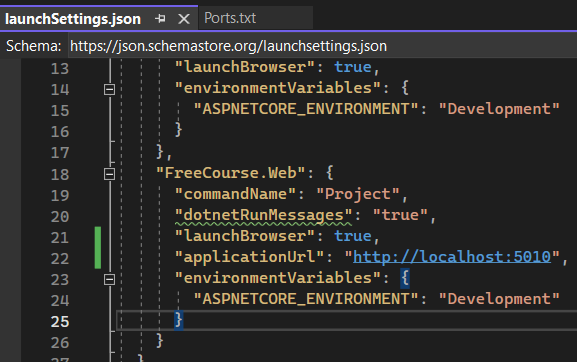 launchSettings.json
Ports.txt
Schema: https://json.schemastore.org/launchsettings.json
13 "launchBrowser": true,
14 "environmentVariables": {
15 "ASPNETCORE_ENVIRONMENT": "Development"
16 }
17 },
18 "FreeCourse.Web": {
19 "commandName": "Project",
20 "dotnetRunMessages": "true",
21 "launchBrowser": true,
22 "applicationUrl": "http://localhost:5010",
23 "environmentVariables": {
24 "ASPNETCORE_ENVIRONMENT": "Development"
25 }
26 }